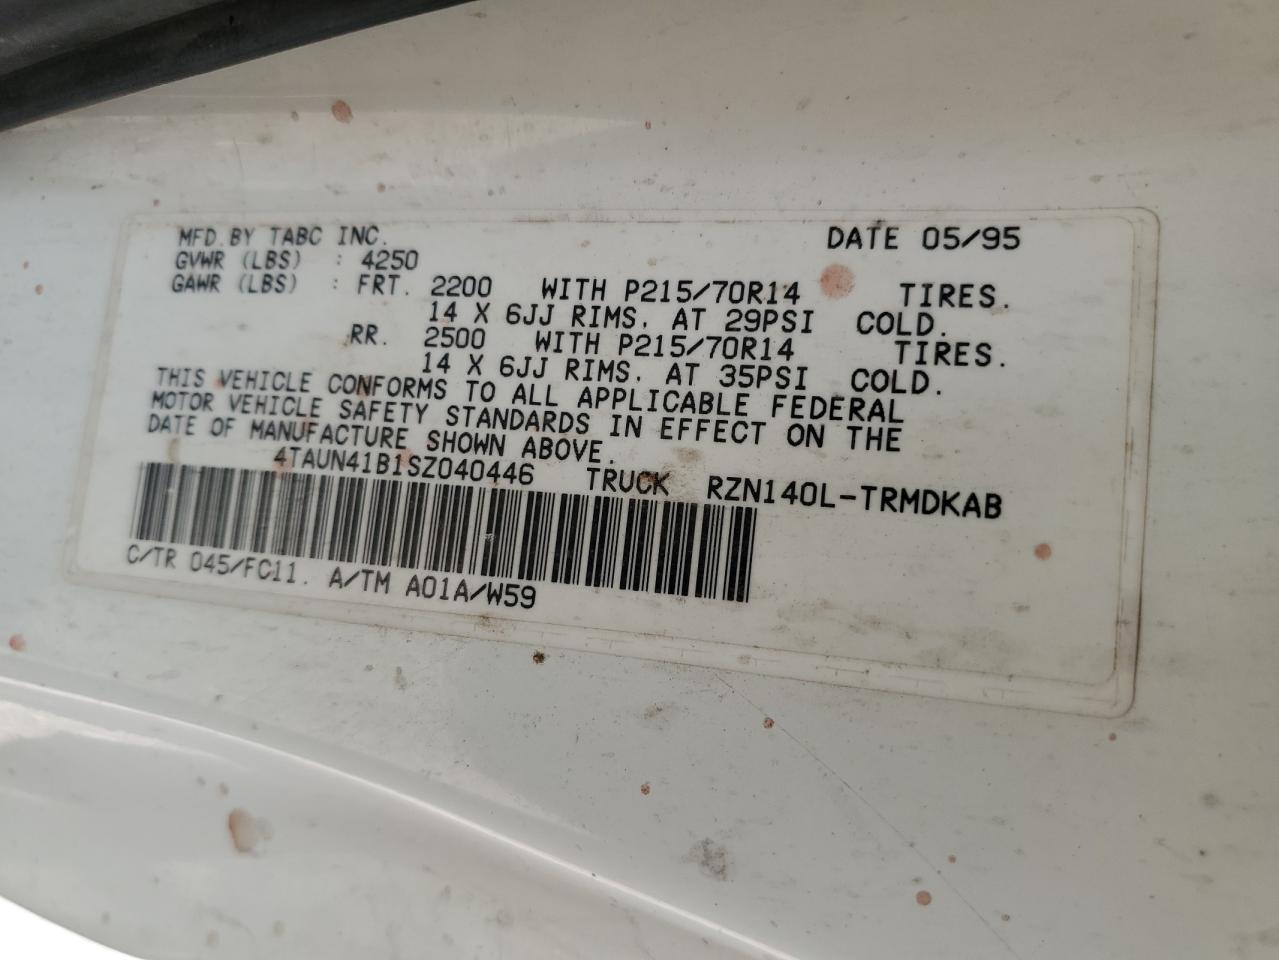 MFD. BY TABC INC. DATE 05/95
GVWR (LBS) : 4250
GAWR (LBS) : FRT. 2200 WITH P215/70R14 TIRES.
14 X 6JJ RIMS, AT 29PSI COLD.
RR. 2500 WITH P215/70R14 TIRES.
14 X 6JJ RIMS, AT 35PSI COLD.
THIS VEHICLE CONFORMS TO ALL APPLICABLE FEDERAL
MOTOR VEHICLE SAFETY STANDARDS IN EFFECT ON THE
DATE OF MANUFACTURE SHOWN ABOVE.
4TAUN41B1SZ040446 TRUCK RZN140L-TRMDKAB
C/TR 045/FC11. A/TM A01A/W59